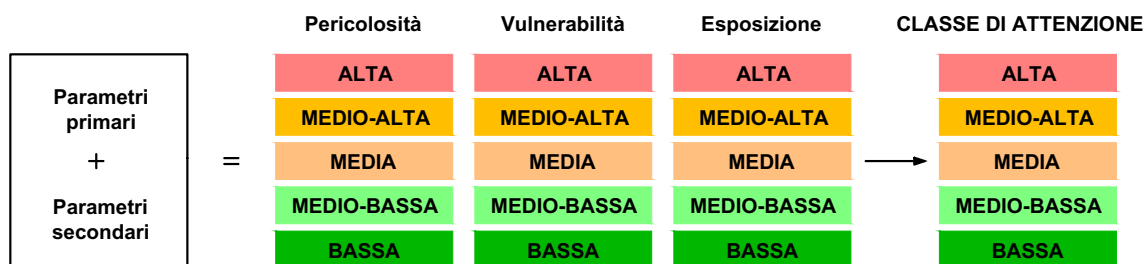 Pericolosità Vulnerabilità Esposizione CLASSE DI ATTENZIONE
Parametri
primari
+
Parametri
secondari
=
ALTA ALTA ALTA ALTA
MEDIO-ALTA MEDIO-ALTA MEDIO-ALTA MEDIO-ALTA
MEDIA MEDIA MEDIA MEDIA
MEDIO-BASSA MEDIO-BASSA MEDIO-BASSA MEDIO-BASSA
BASSA BASSA BASSA BASSA